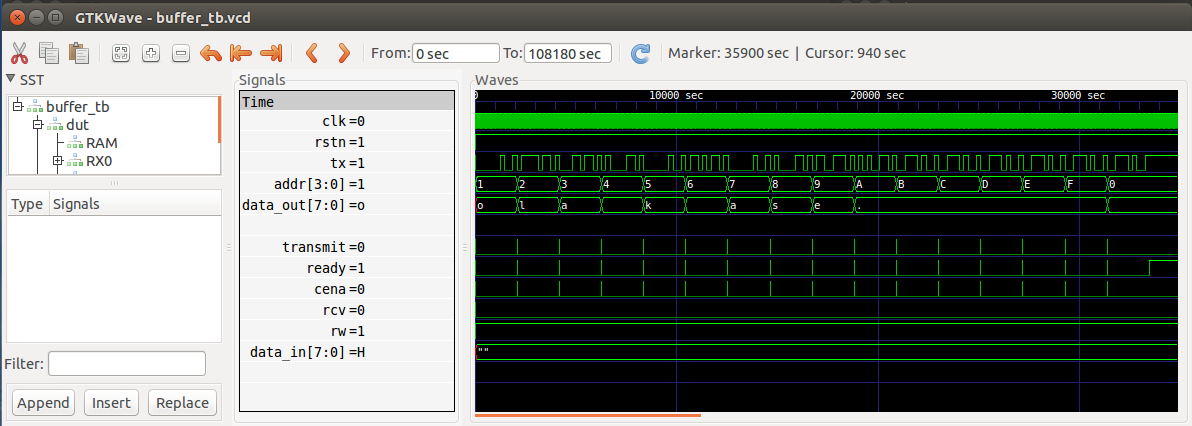 GTKWave - buffer_tb.vcd
From: 0 sec To: 108180 sec Marker: 35900 sec | Cursor: 940 sec
SST
buffer_tb
dut
RAM
RX0
Type Signals
Filter:
Append Insert Replace
Signals
Time
clk=0
rstn=1
tx=1
addr[3:0]=1
data_out[7:0]=o
transmit=0
ready=1
cena=0
rcv=0
rw=1
data_in[7:0]=H
Waves
0 10000 sec 20000 sec 30000 sec
1 2 3 4 5 6 7 8 9 A B C D E F 0
o l a k a s e .
""